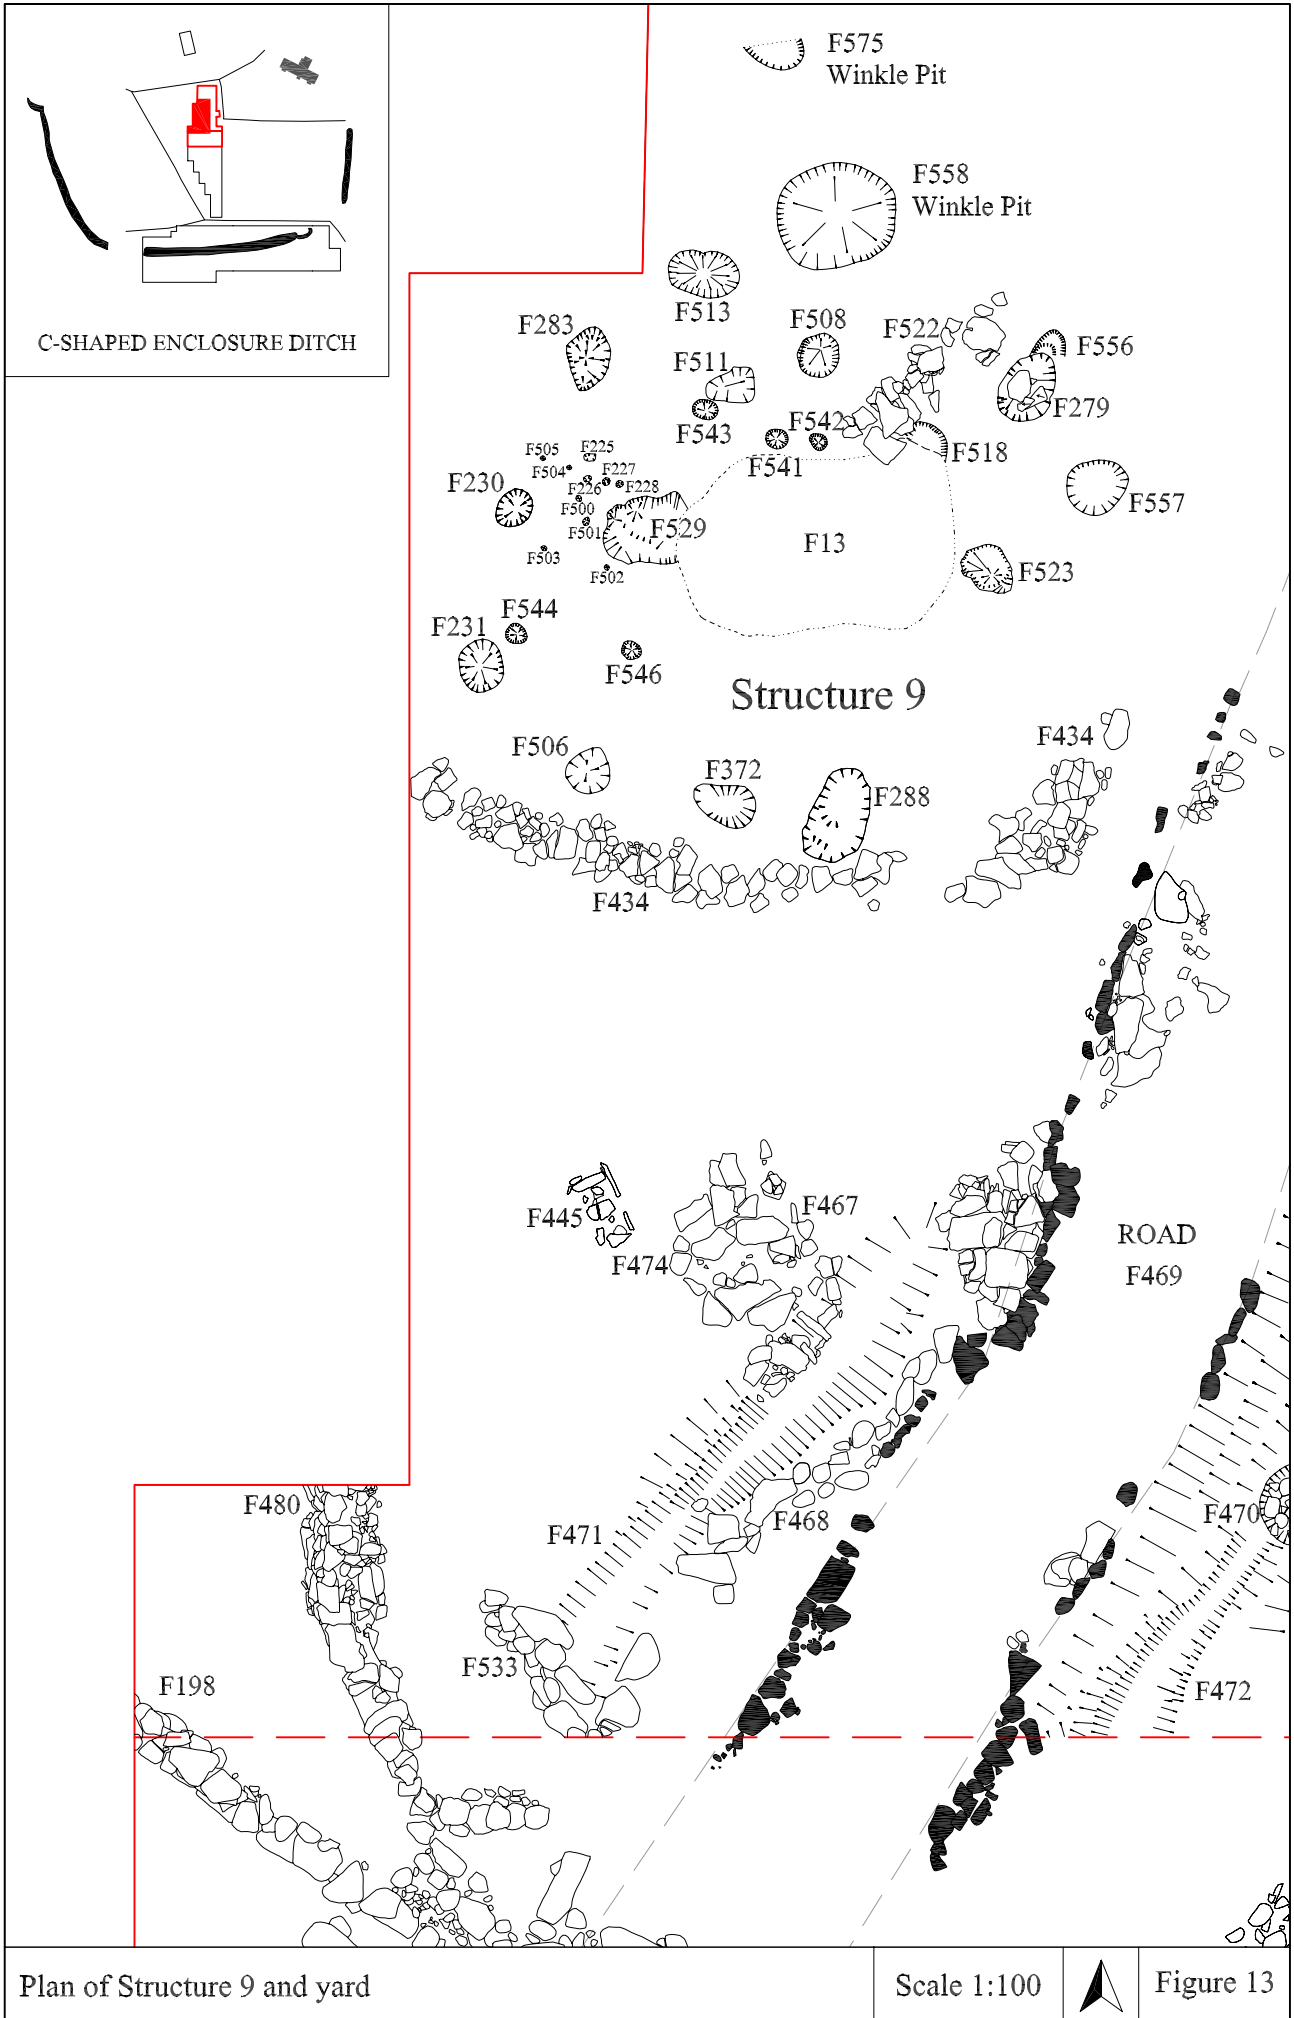 F575
Winkle Pit
F558
Winkle Pit
C-SHAPED ENCLOSURE DITCH
F513
F283
F508
F522
F556
F511
F279
F543
F542
F541
F518
F505
F225
F504
F227
F230
F226
F228
F500
F501
F529
F557
F13
F503
F502
F523
F544
F231
F546
Structure 9
F434
F506
F372
F288
F434
F445
F467
F474
ROAD
F469
F480
F471
F468
F470
F533
F198
F472
Plan of Structure 9 and yard
Scale 1:100
Figure 13